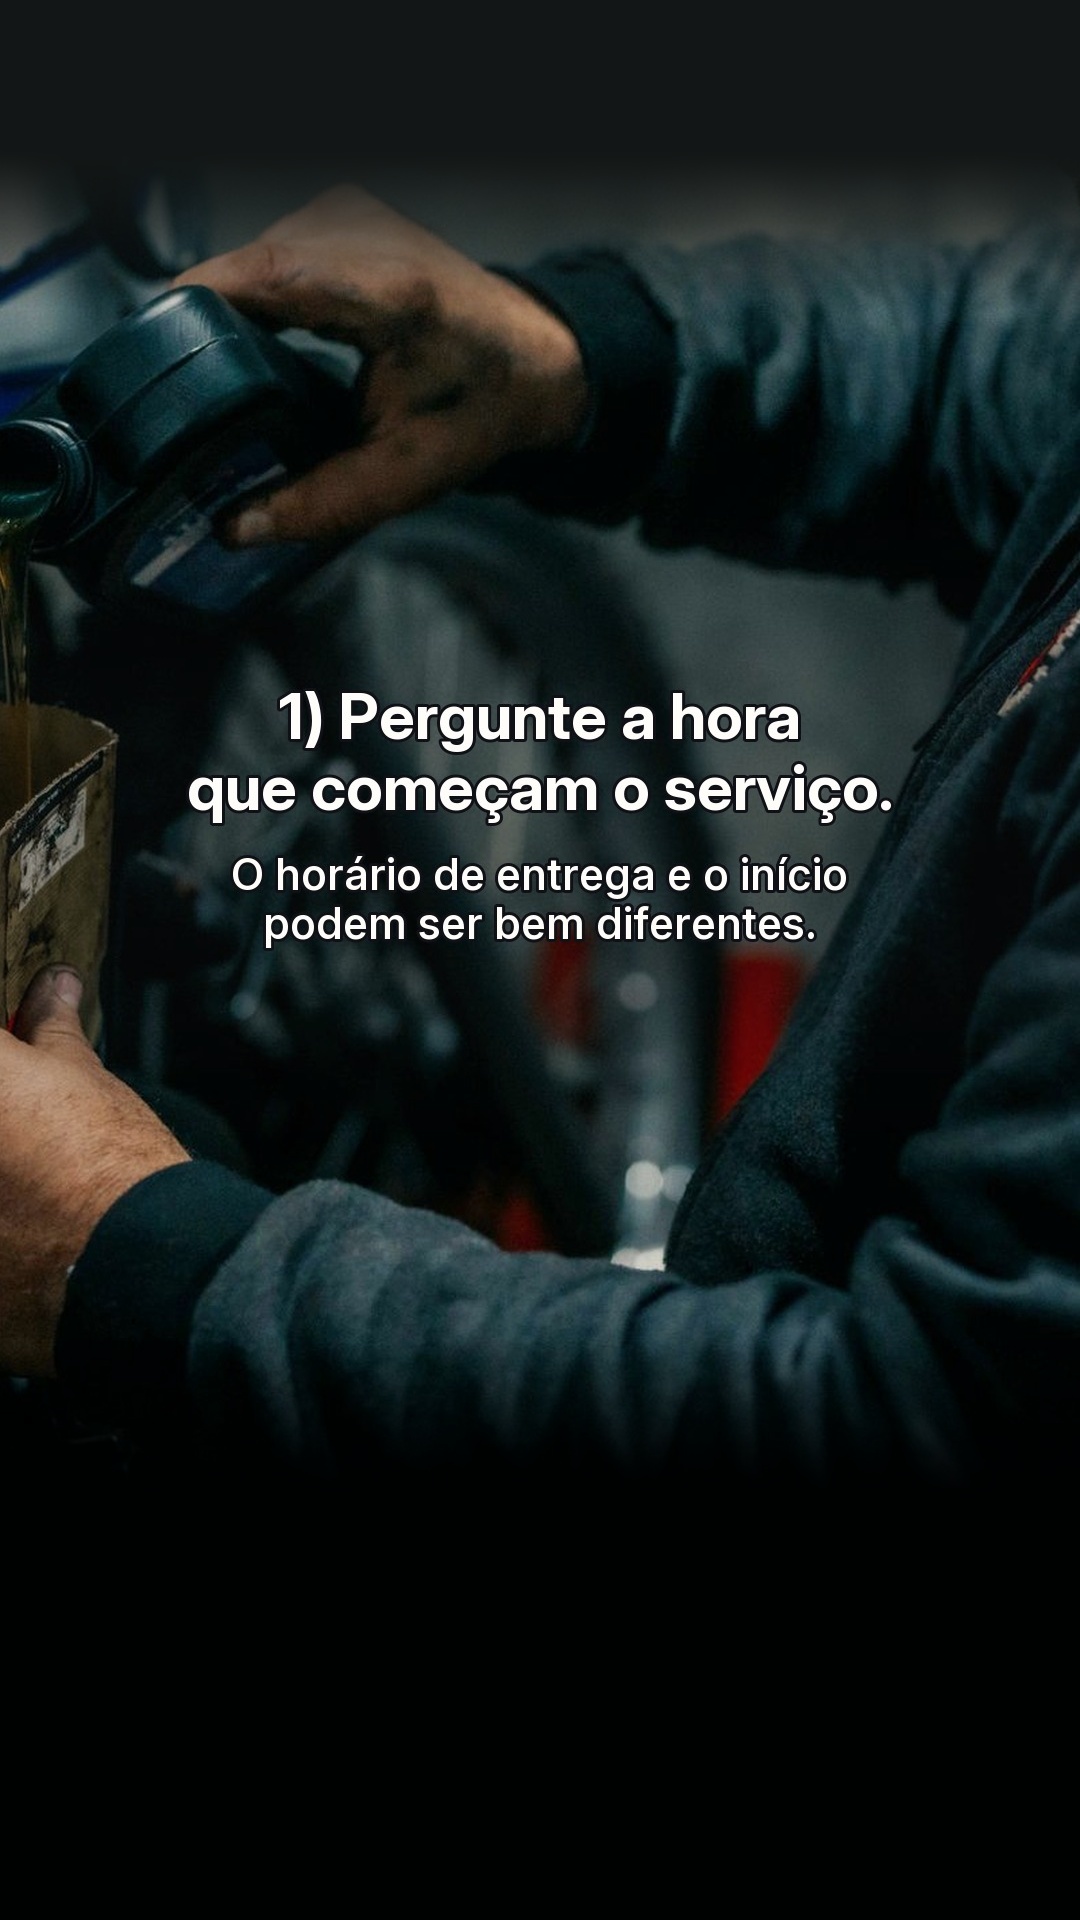 1) Pergunte a hora
que começam o serviço.
O horário de entrega e o início
podem ser bem diferentes.